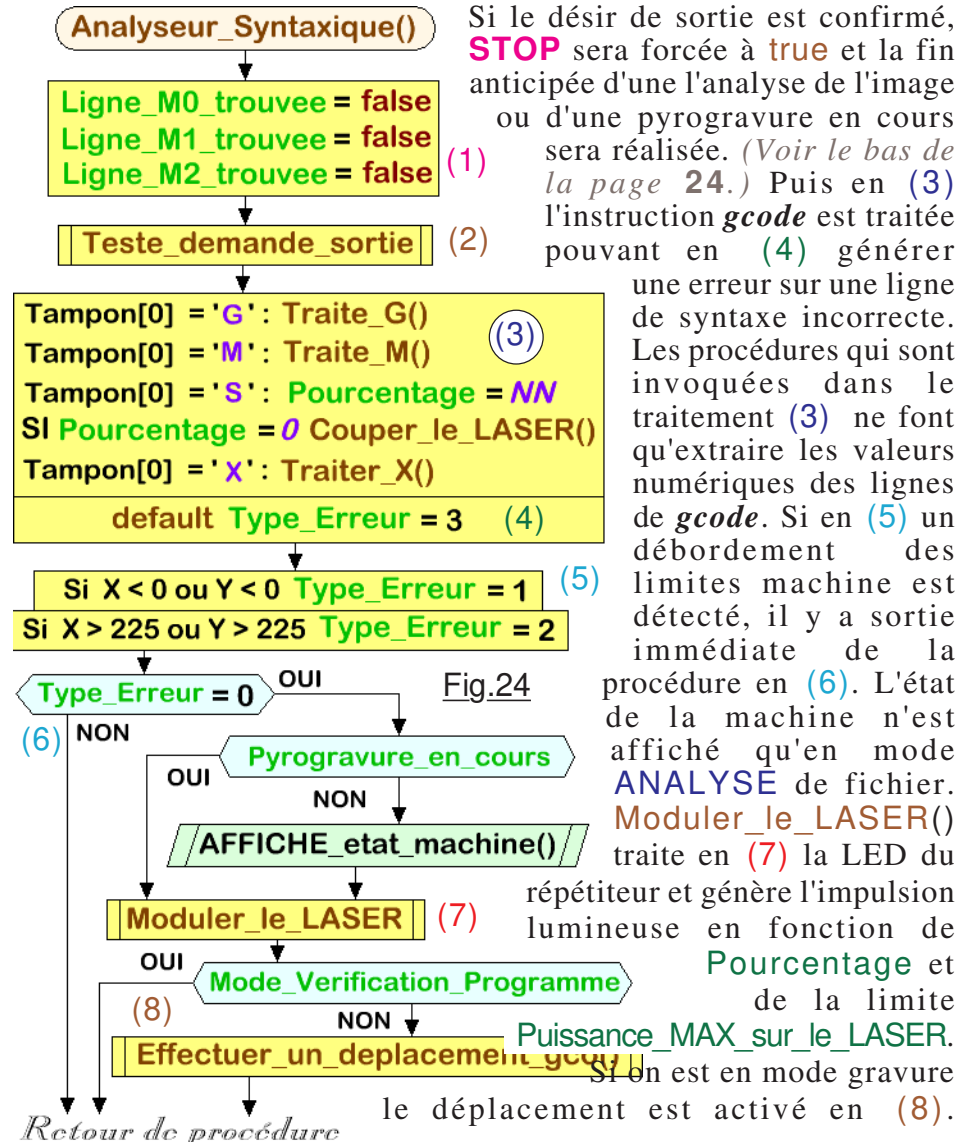 Analyseur_Syntaxique()
Ligne_M0_trouvee = false
Ligne_M1_trouvee = false
Ligne_M2_trouvee = false
(1)
Teste_demande_sortie
(2)
Tampon[0] = 'G' : Traite_G()
(3)
Tampon[0] = 'M' : Traite_M()
Tampon[0] = 'S' : Pourcentage = NN
SI Pourcentage = 0 Couper_le_LASER()
Tampon[0] = 'X' : Traiter_X()
default Type_Erreur = 3 (4)
Si X < 0 ou Y < 0 Type_Erreur = 1
(5)
Si X > 225 ou Y > 225 Type_Erreur = 2
Type_Erreur = 0
OUI
Fig.24
(6)
NON
Pyrogravure_en_cours
OUI
NON
AFFICHE_etat_machine()
Moduler_le_LASER
(7)
OUI
Mode_Verification_Programme
(8)
NON
Effectuer_un_deplacement_gcd()
Retour de procédure
Si le désir de sortie est confirmé,
STOP sera forcée à true et la fin
anticipée d'une l'analyse de l'image
ou d'une pyrogravure en cours
sera réalisée. (Voir le bas de
la page 24.) Puis en (3)
l'instruction gcode est traitée
pouvant en (4) générer
une erreur sur une ligne
de syntaxe incorrecte.
Les procédures qui sont
invoquées dans le
traitement (3) ne font
qu'extraire les valeurs
numériques des lignes
de gcode. Si en (5) un
débordement des
limites machine est
détecté, il y a sortie
immédiate de la
procédure en (6). L'état
de la machine n'est
affiché qu'en mode
ANALYSE de fichier.
Moduler_le_LASER()
traite en (7) la LED du
répétiteur et génère l'impulsion
lumineuse en fonction de
Pourcentage et
de la limite
Puissance_MAX_sur_le_LASER.
Si on est en mode gravure
le déplacement est activé en (8).